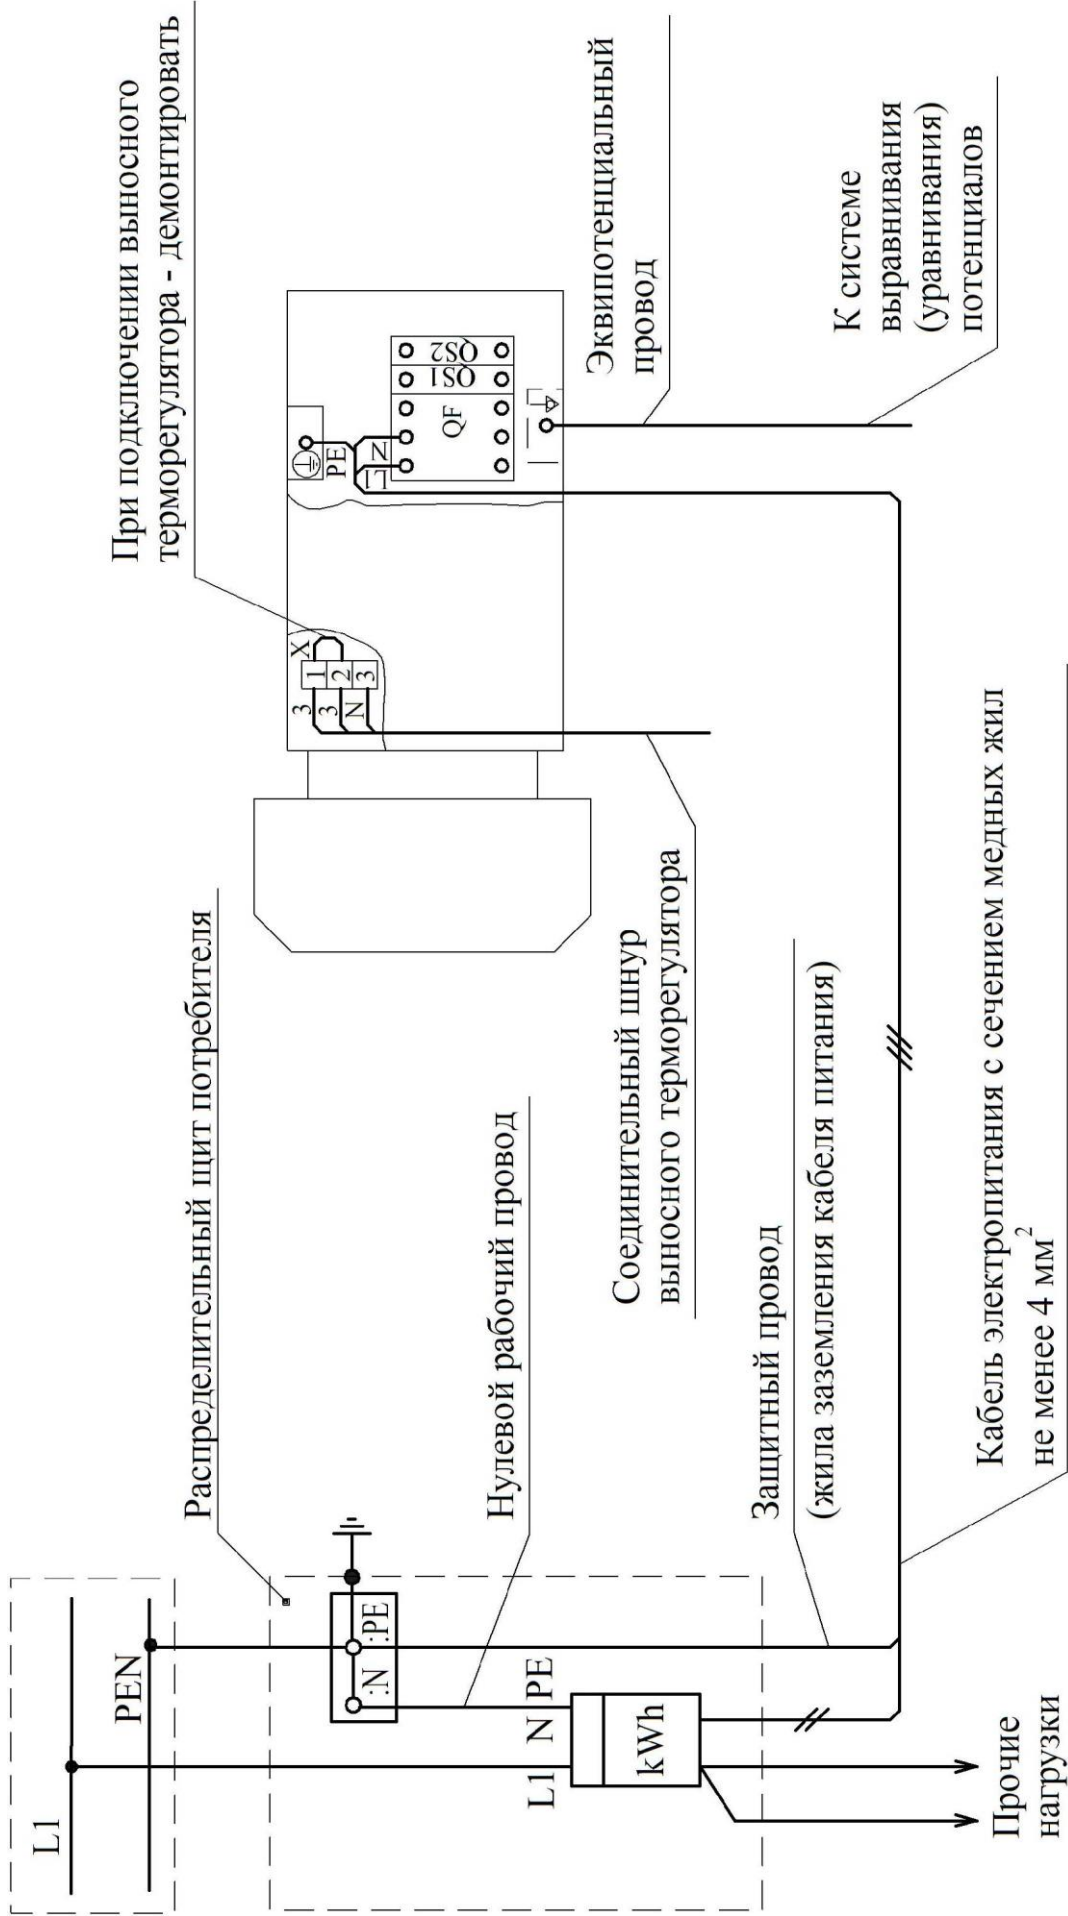 L1
PEN
Распределительный щит потребителя
:N
:PE
L1
N
PE
kWh
Нулевой рабочий провод
Прочие
нагрузки
Защитный провод
(жила заземления кабеля питания)
Кабель электропитания с сечением медных жил
не менее 4 мм²
Соединительный шнур
выносного терморегулятора
При подключении выносного
терморегулятора - демонтировать
3
3
N
1
2
3
X
PE
L1
N
QF
QS1
QS2
Эквипотенциальный
провод
К системе
выравнивания
(уравнивания)
потенциалов